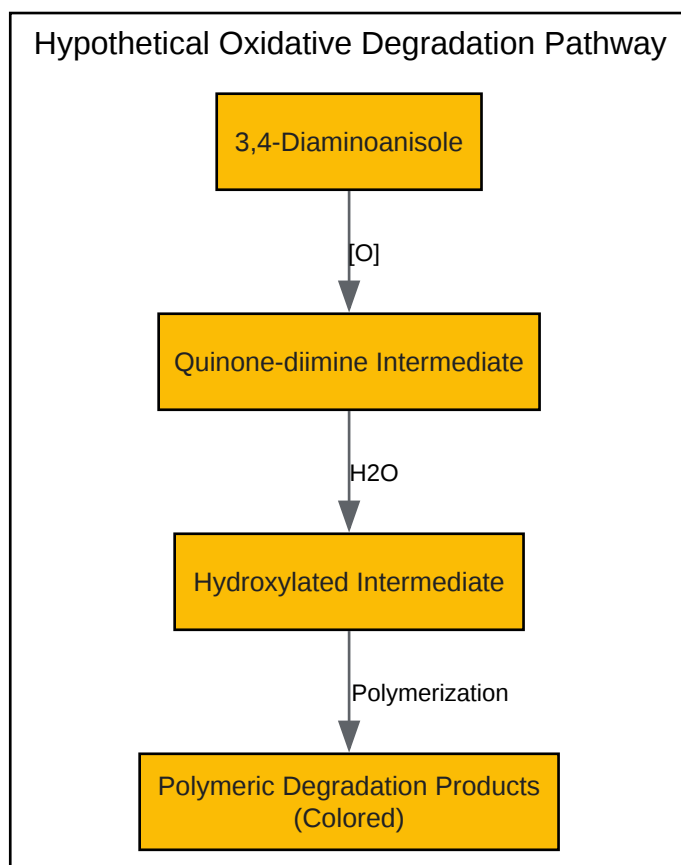 Hypothetical Oxidative Degradation Pathway
3,4-Diaminoanisole
[O]
Quinone-diimine Intermediate
H2O
Hydroxylated Intermediate
Polymerization
Polymeric Degradation Products
(Colored)